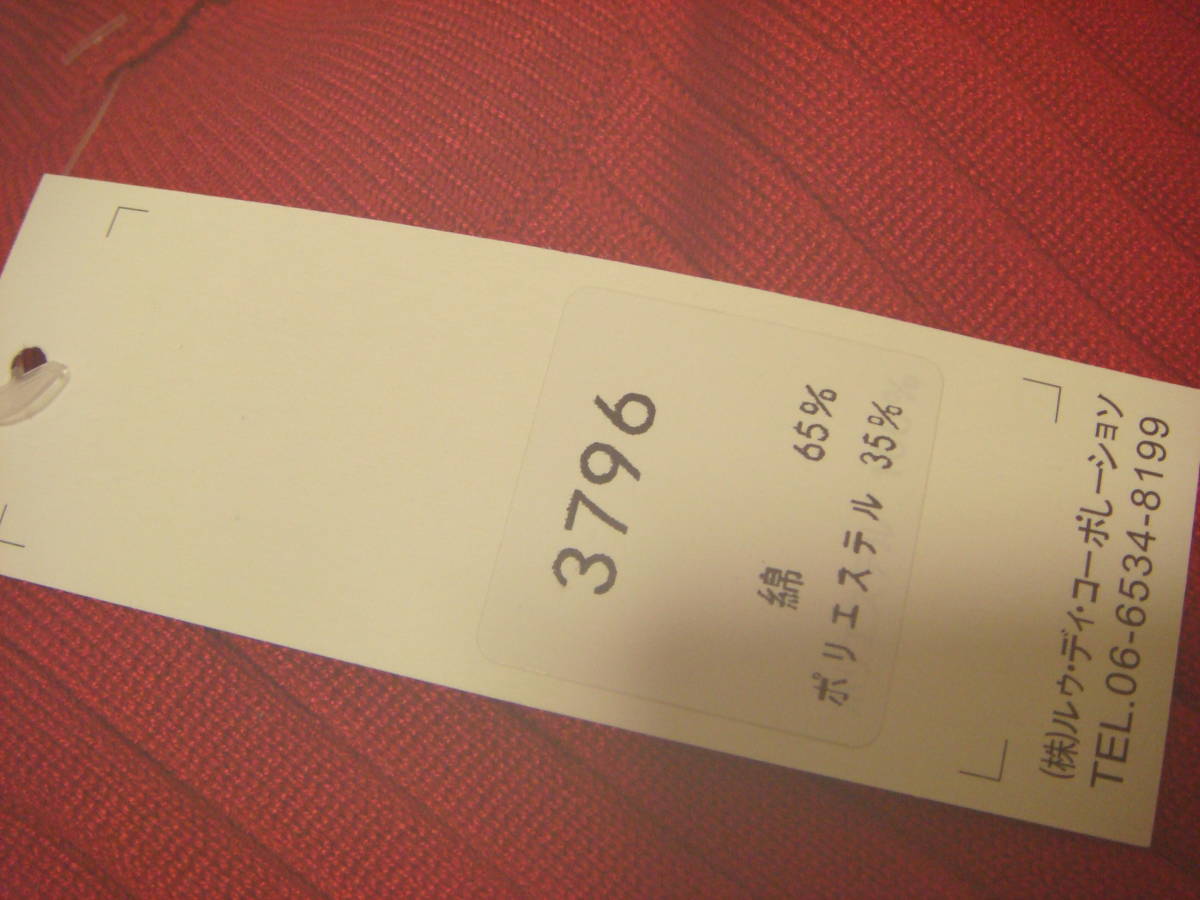 3796
綿 65%
ポリエステル 35%
(株)ルゥ・ディ・コーポレーション
TEL.06-6534-8199